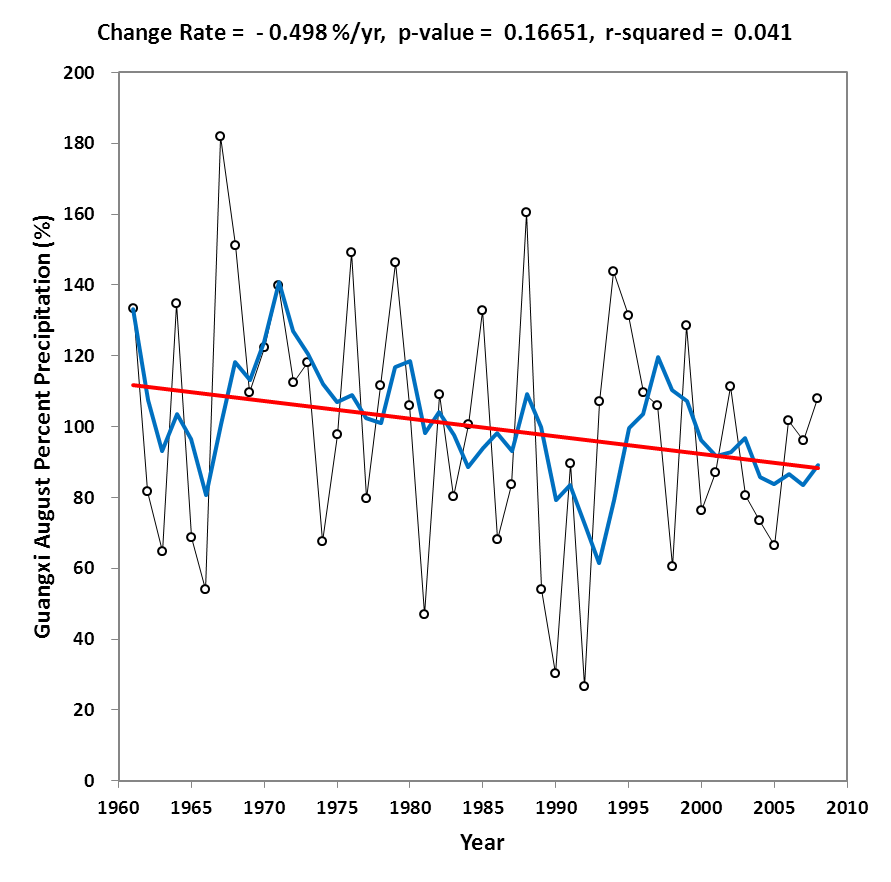 Change Rate = - 0.498 %/yr, p-value = 0.16651, r-squared = 0.041
200
180
160
140
120
100
80
60
40
20
0
Guangxi August Percent Precipitation (%)
1960 1965 1970 1975 1980 1985 1990 1995 2000 2005 2010
Year